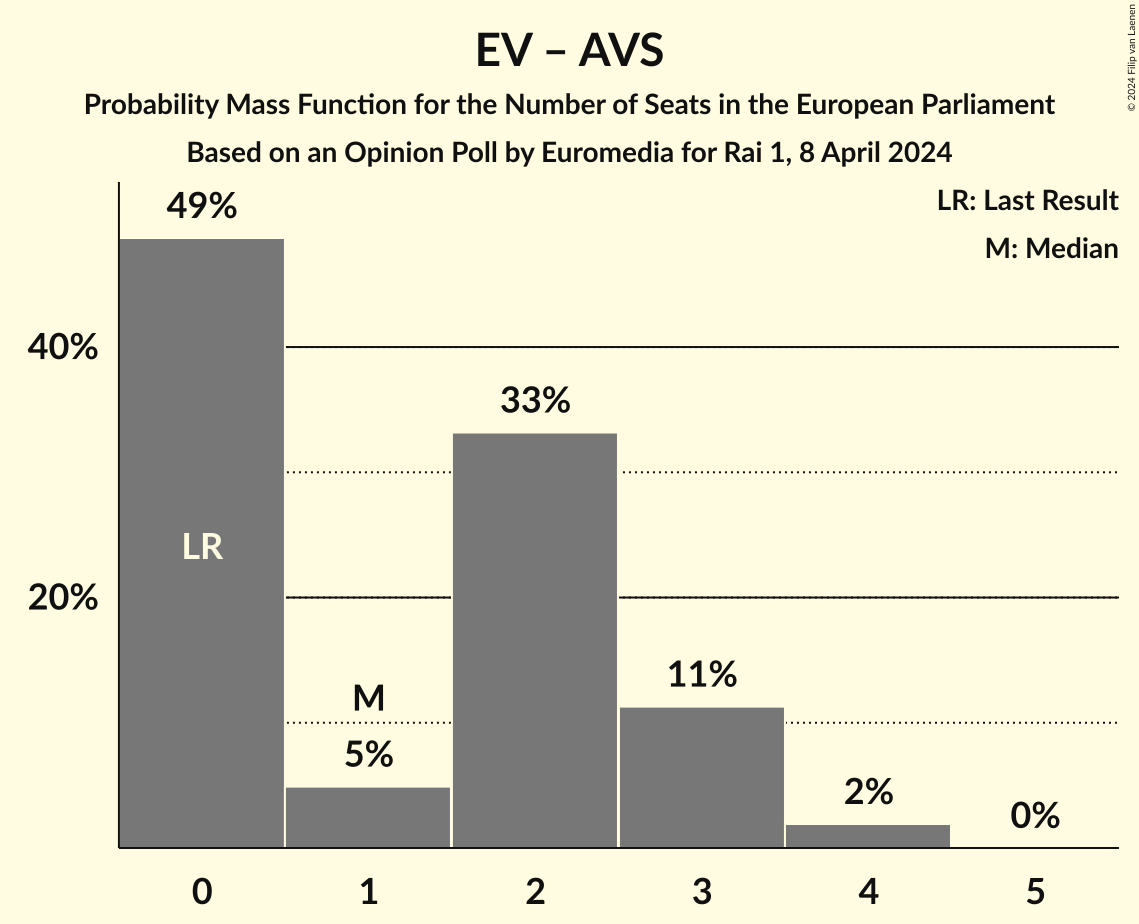 EV – AVS
Probability Mass Function for the Number of Seats in the European Parliament
Based on an Opinion Poll by Euromedia for Rai 1, 8 April 2024
© 2024 Filip van Laenen
LR: Last Result
M: Median
49%
40%
33%
LR
20%
M
11%
5%
2%
0%
0 1 2 3 4 5